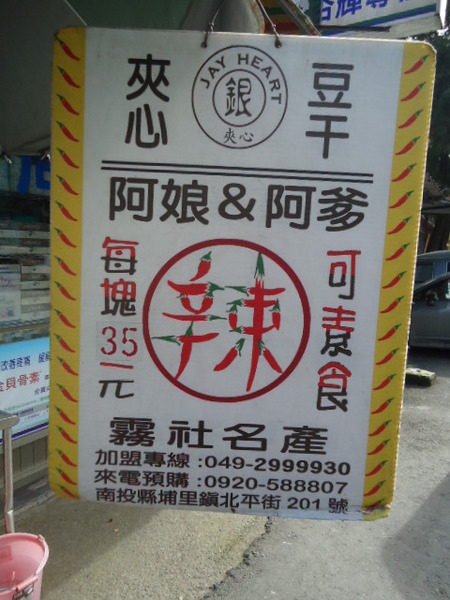 JAY HEART
銀
夾心
夾心
豆干
阿娘&阿爹
每塊35元
辣
可素食
霧社名產
加盟專線:049-2999930
來電預購:0920-588807
南投縣埔里鎮北平街201號